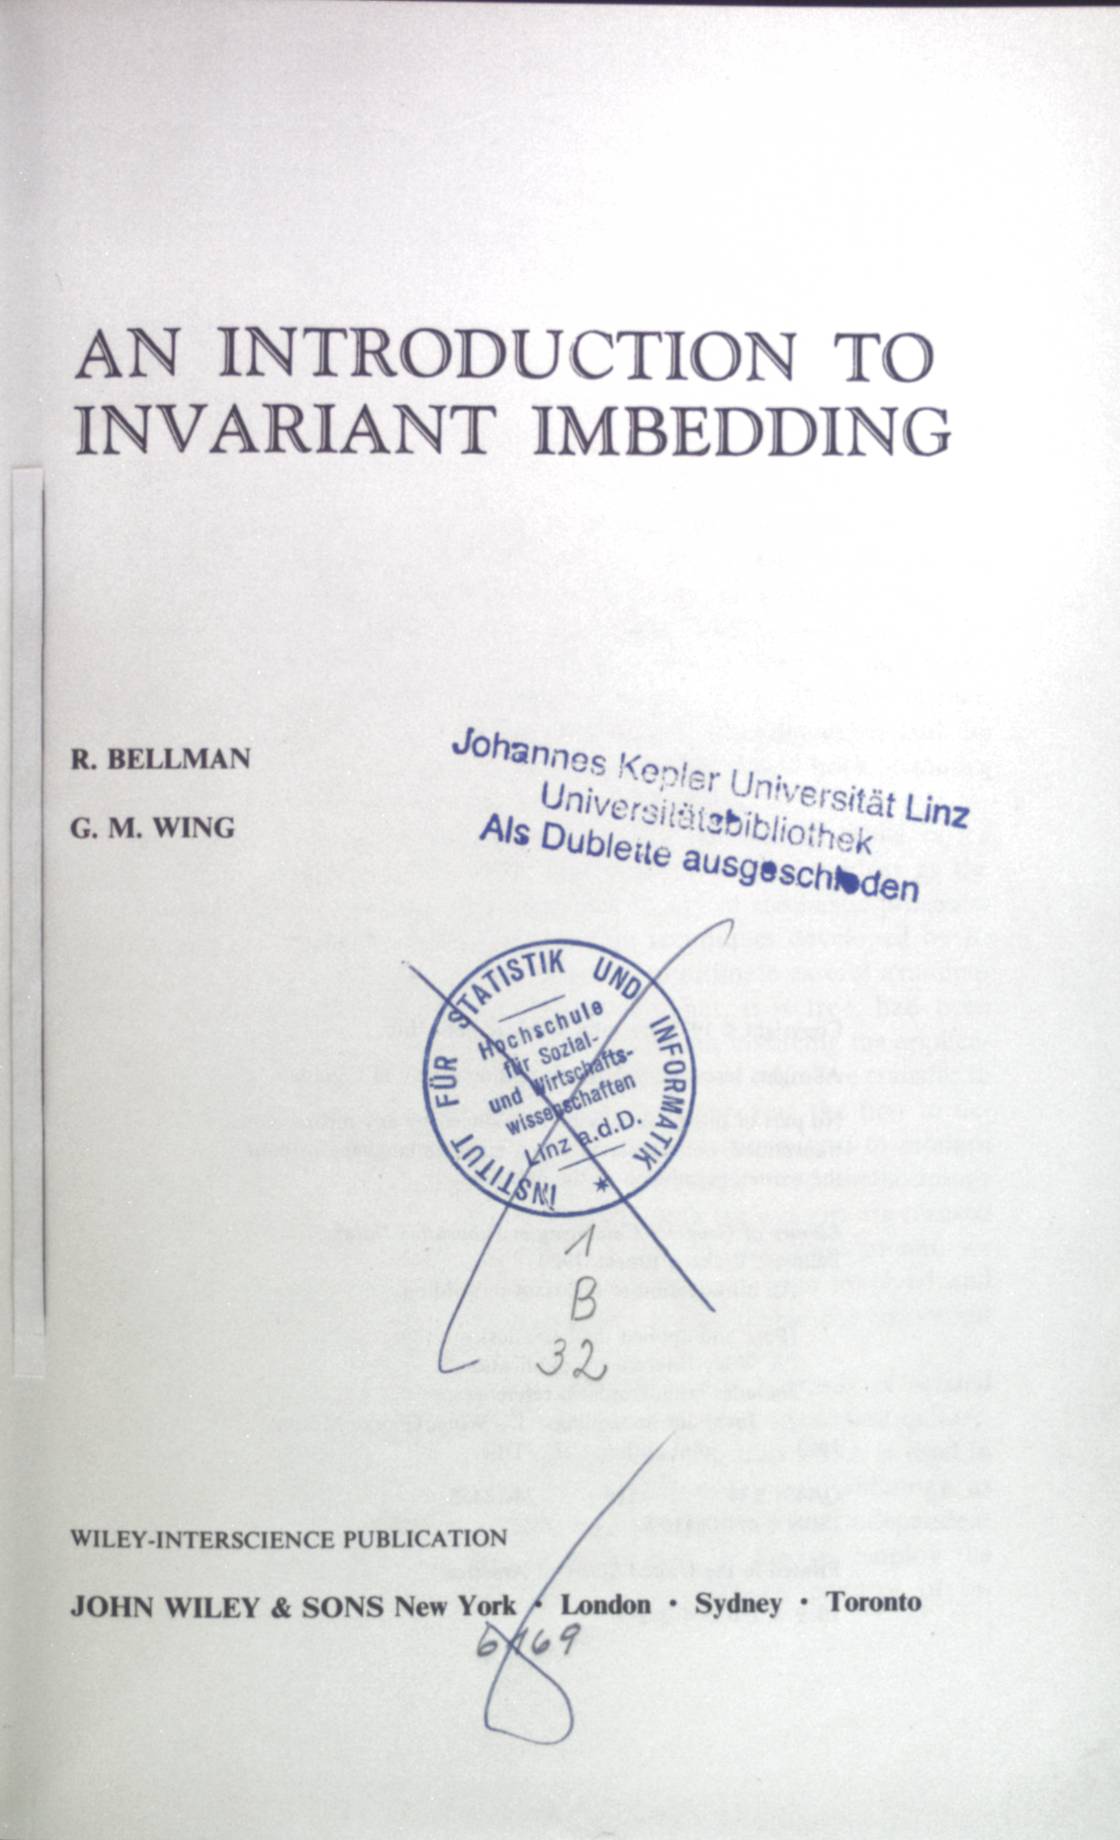 AN INTRODUCTION TO
INVARIANT IMBEDDING
R. BELLMAN
G. M. WING
Johannes Kepler Universität Linz
Universitätsbibliothek
Als Dublette ausgeschieden
INSTITUT FÜR STATISTIK UND INFORMATIK *
Hochschule
für Sozial-
und Wirtschafts-
wissenschaften
Linz a.d.D.
1
B
32
WILEY-INTERSCIENCE PUBLICATION
JOHN WILEY & SONS New York • London • Sydney • Toronto